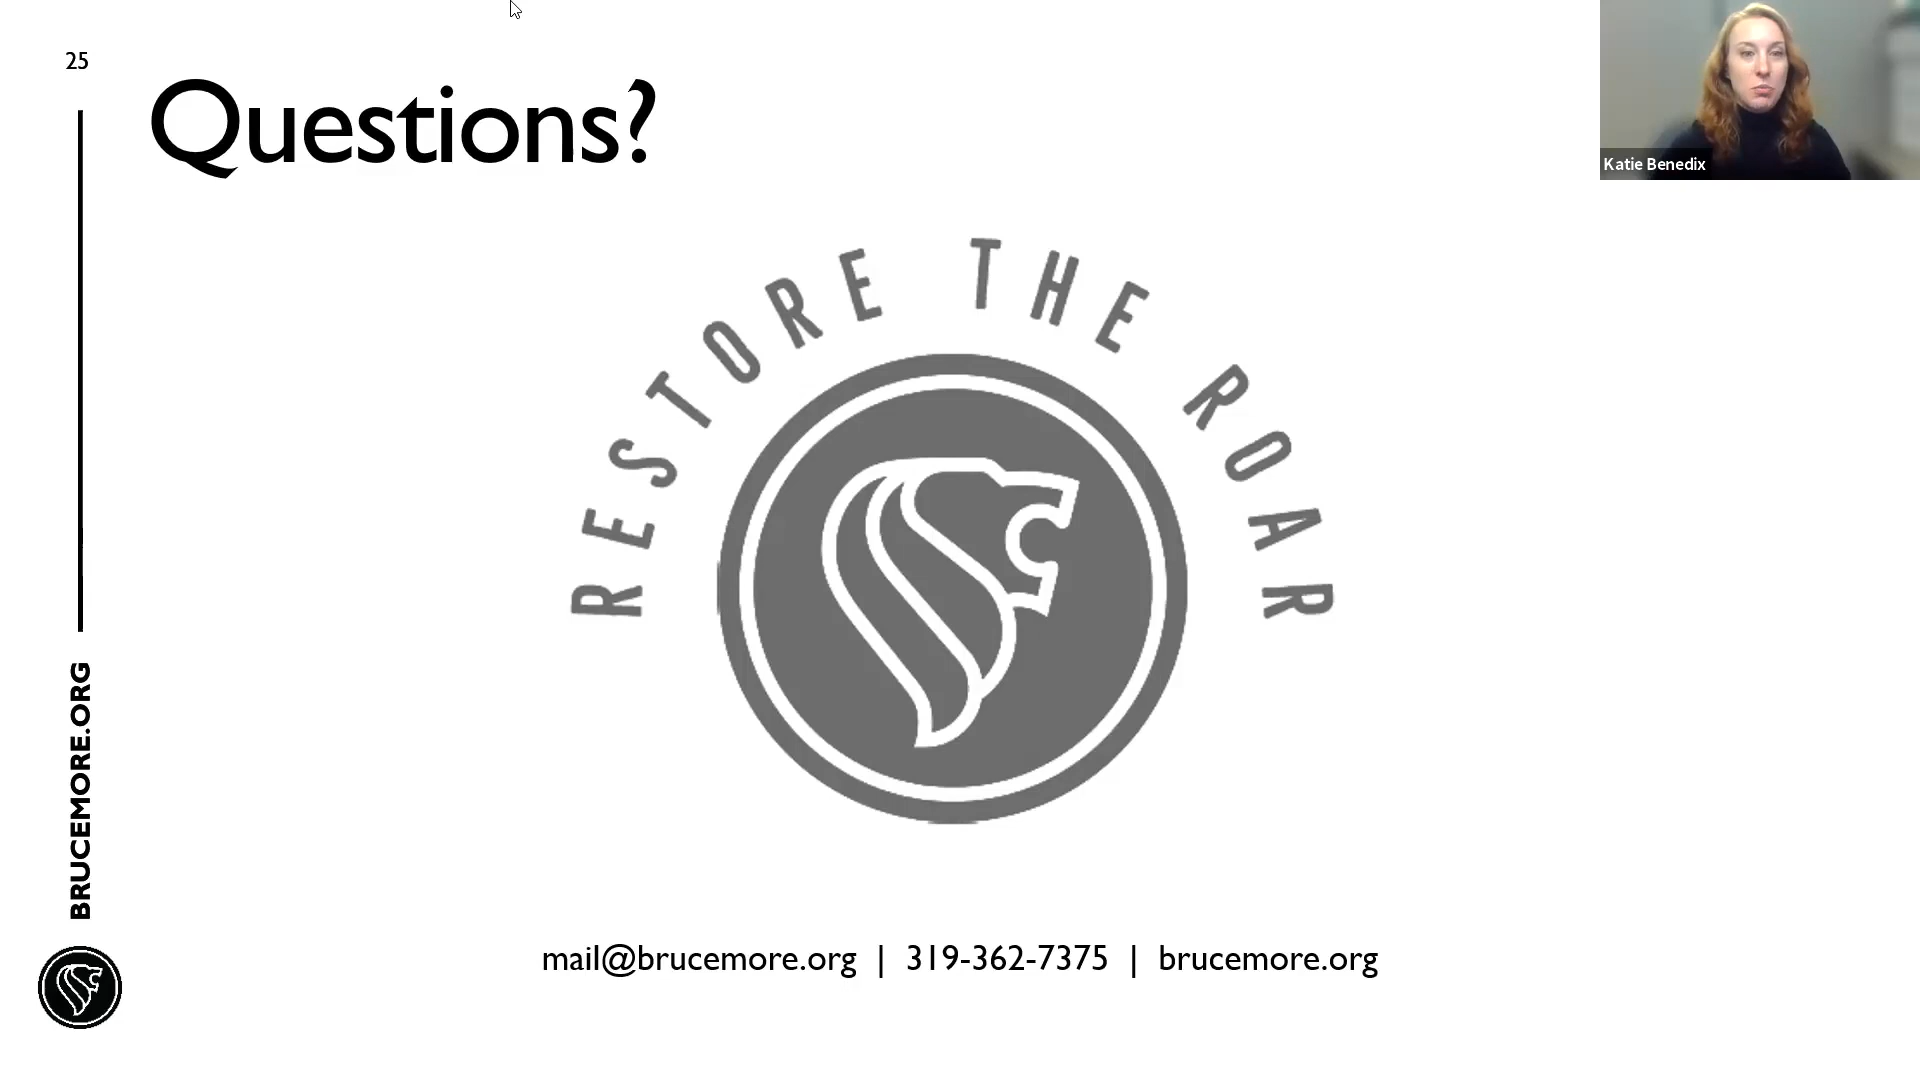 25
Questions?
Katie Benedix
RESTORE THE ROAR
BRUCEMORE.ORG
mail@brucemore.org | 319-362-7375 | brucemore.org